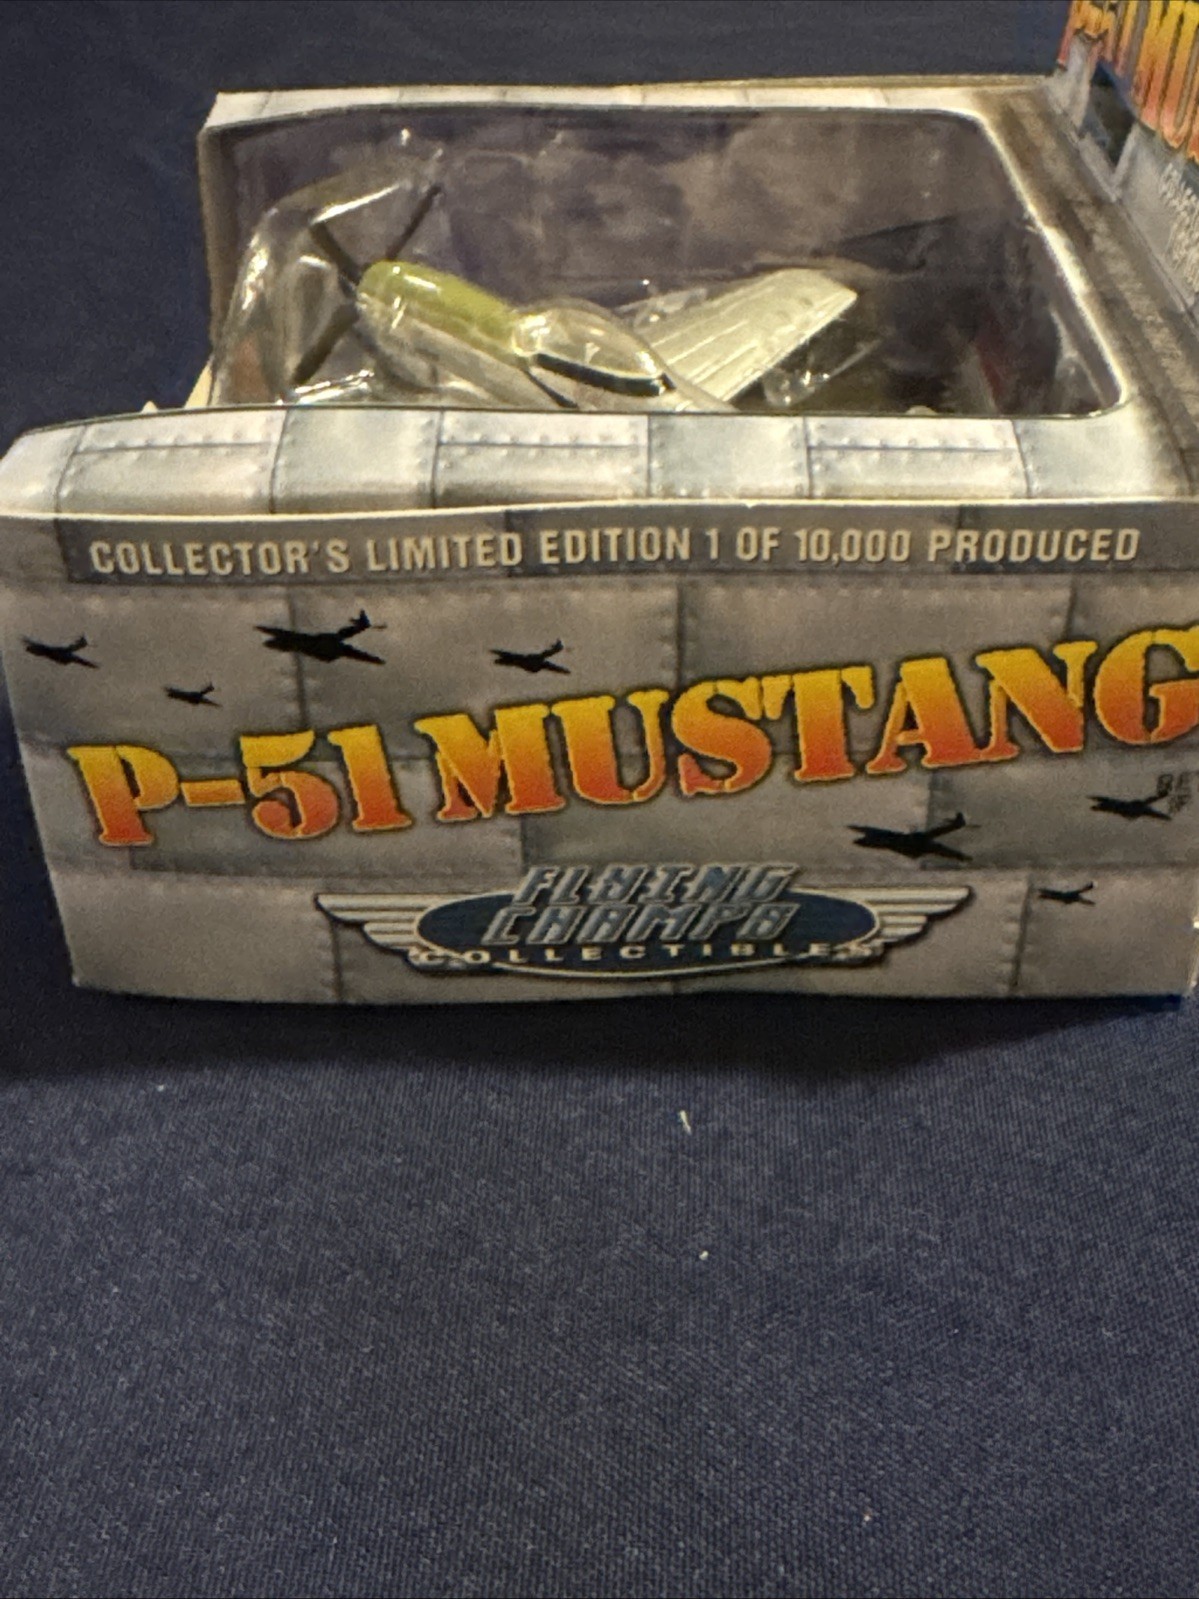 COLLECTOR'S LIMITED EDITION 1 OF 10,000 PRODUCED
P-51 MUSTANG
FLYING
CHAMPS
COLLECTIBLES